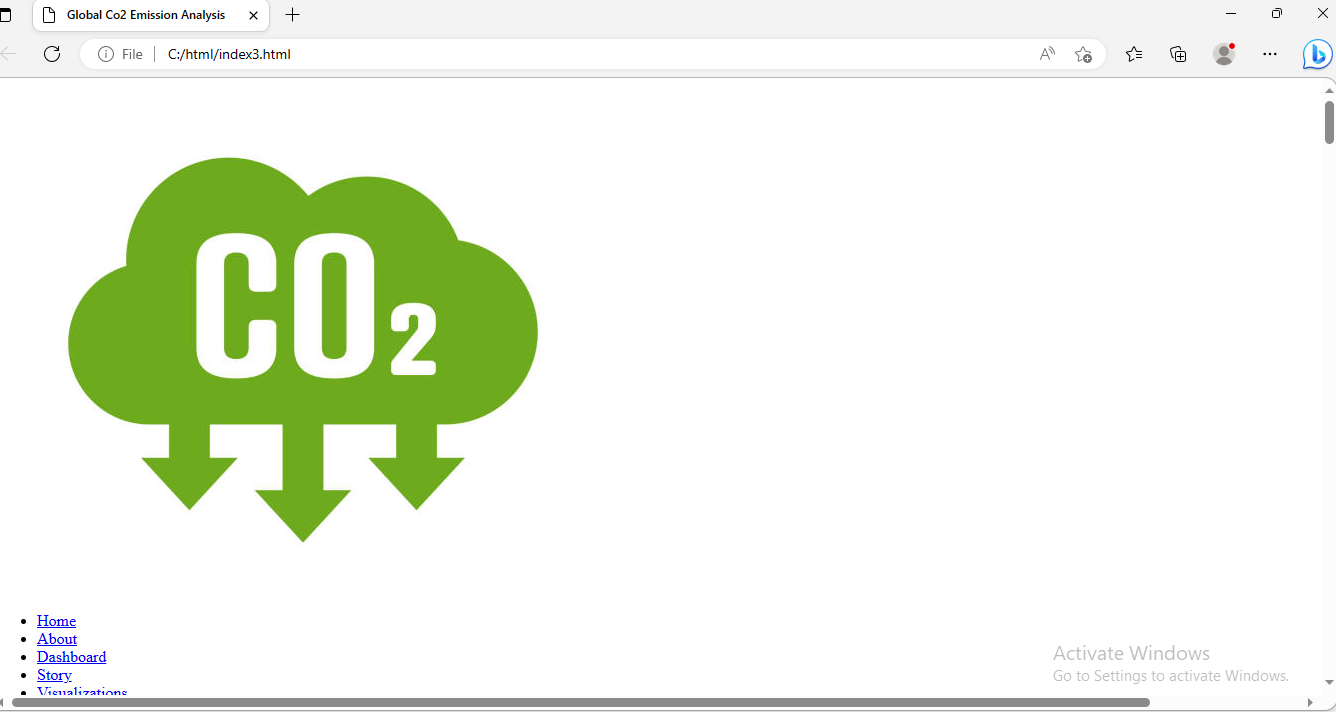 Global Co2 Emission Analysis
File
C:/html/index3.html
CO2
Home
About
Dashboard
Story
Visualizations
Activate Windows
Go to Settings to activate Windows.